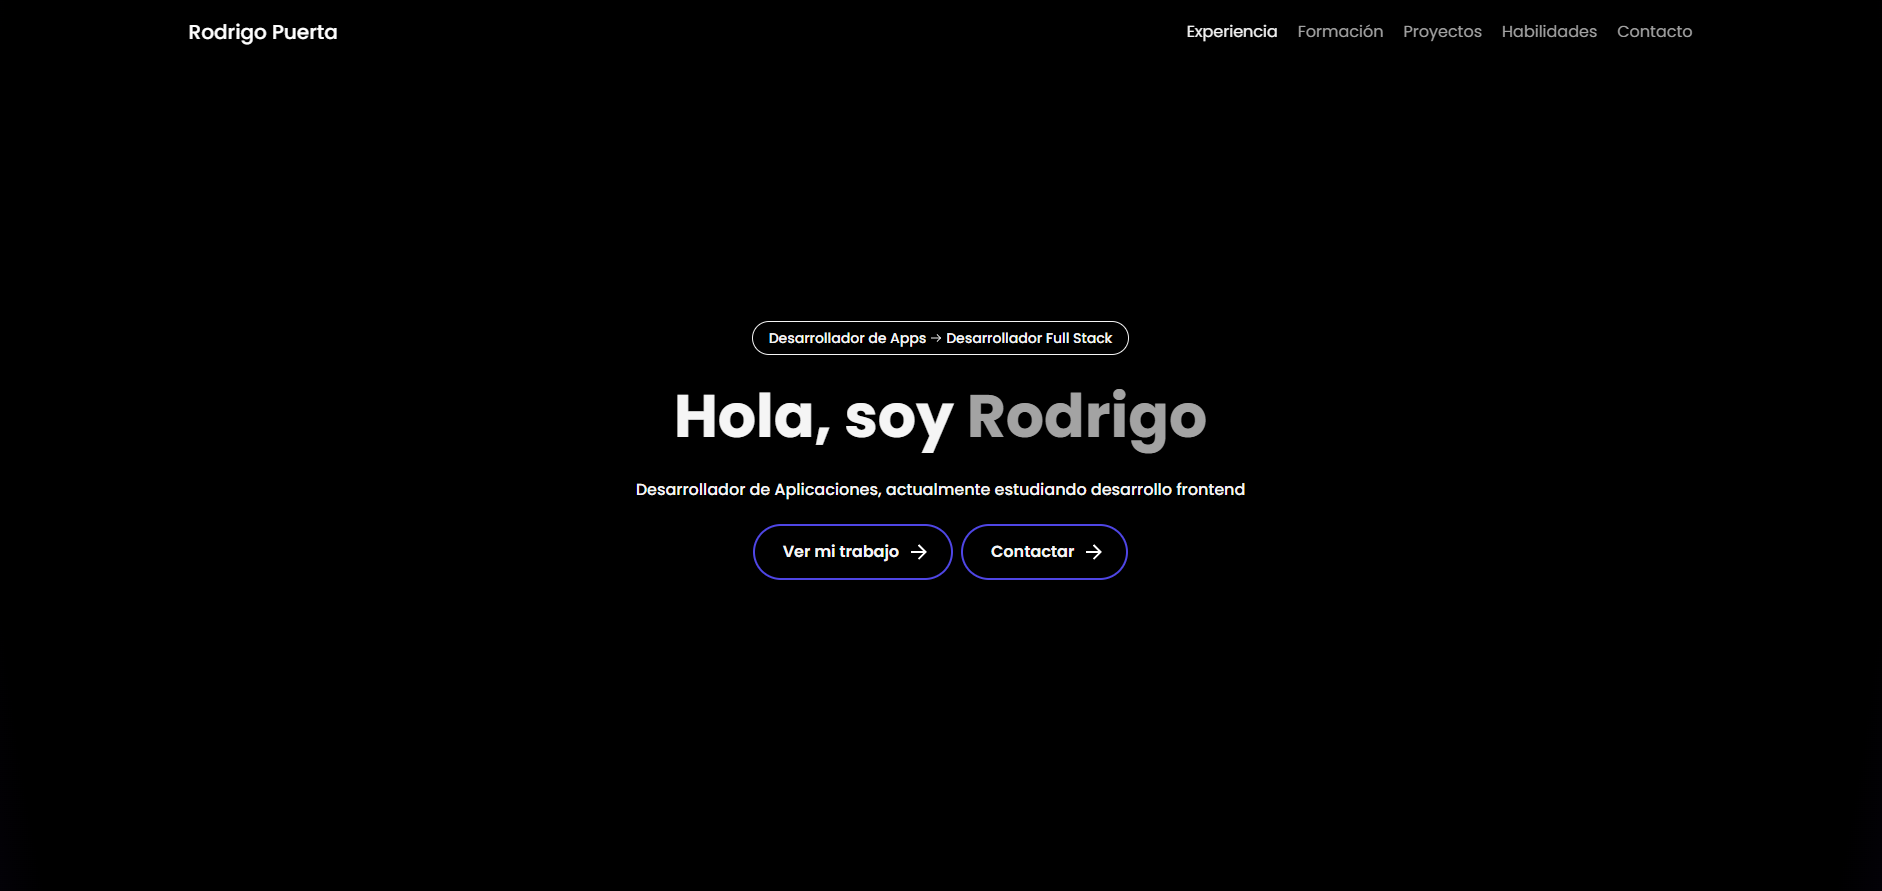 Rodrigo Puerta
Experiencia Formación Proyectos Habilidades Contacto
Desarrollador de Apps → Desarrollador Full Stack
Hola, soy Rodrigo
Desarrollador de Aplicaciones, actualmente estudiando desarrollo frontend
Ver mi trabajo →
Contactar →